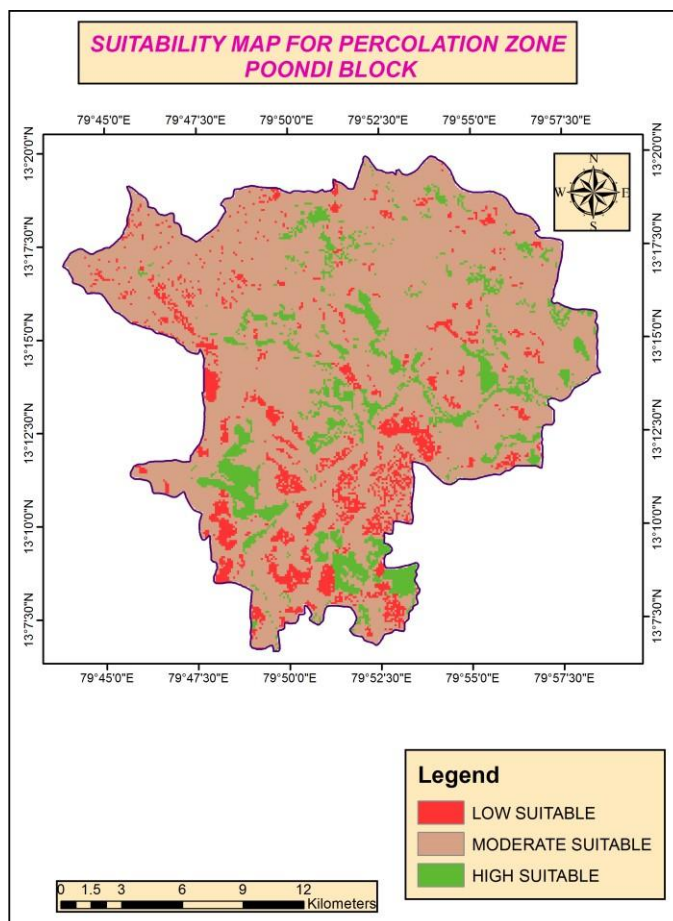 SUITABILITY MAP FOR PERCOLATION ZONE
POONDI BLOCK
79°45'0"E 79°47'30"E 79°50'0"E 79°52'30"E 79°55'0"E 79°57'30"E
13°20'0"N 13°20'0"N
N
W E
S
13°17'30"N 13°17'30"N
13°15'0"N 13°15'0"N
13°12'30"N 13°12'30"N
13°10'0"N 13°10'0"N
13°7'30"N 13°7'30"N
79°45'0"E 79°47'30"E 79°50'0"E 79°52'30"E 79°55'0"E 79°57'30"E
Legend
LOW SUITABLE
MODERATE SUITABLE
HIGH SUITABLE
0 1.5 3 6 9 12
Kilometers